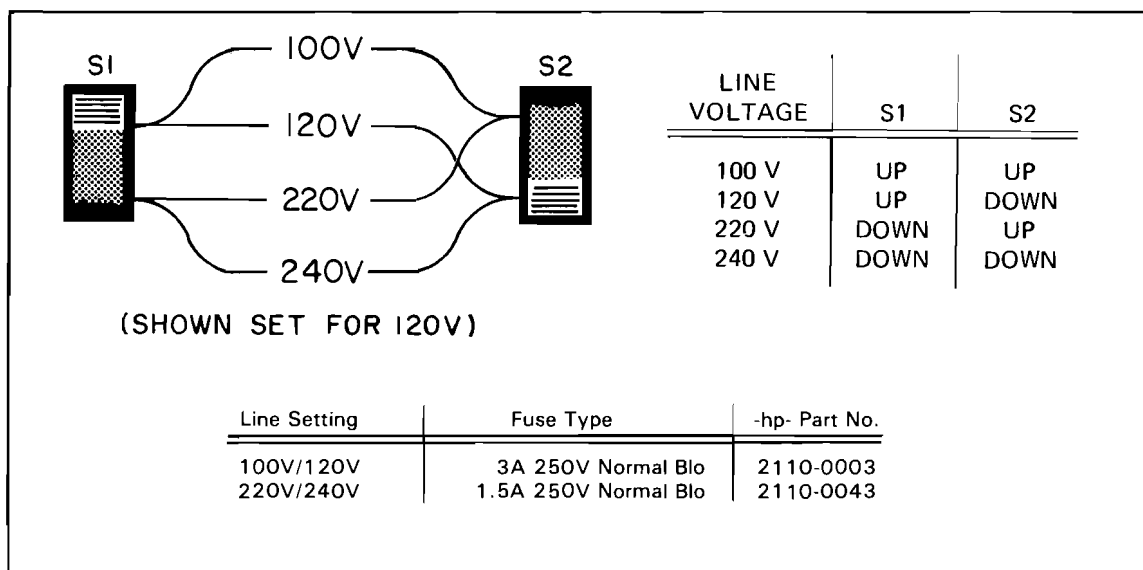 S1
100V
S2
120V
220V
240V
(SHOWN SET FOR 120V)
LINE VOLTAGE S1 S2
100 V UP UP
120 V UP DOWN
220 V DOWN UP
240 V DOWN DOWN
Line Setting Fuse Type -hp- Part No.
100V/120V 3A 250V Normal Blo 2110-0003
220V/240V 1.5A 250V Normal Blo 2110-0043